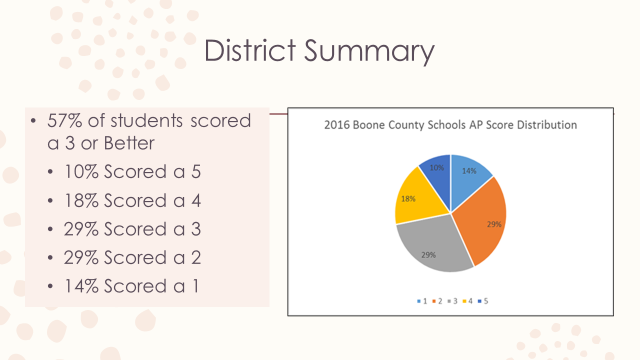 District Summary
• 57% of students scored
a 3 or Better
• 10% Scored a 5
• 18% Scored a 4
• 29% Scored a 3
• 29% Scored a 2
• 14% Scored a 1
2016 Boone County Schools AP Score Distribution
10%
14%
18%
29%
29%
1 2 3 4 5